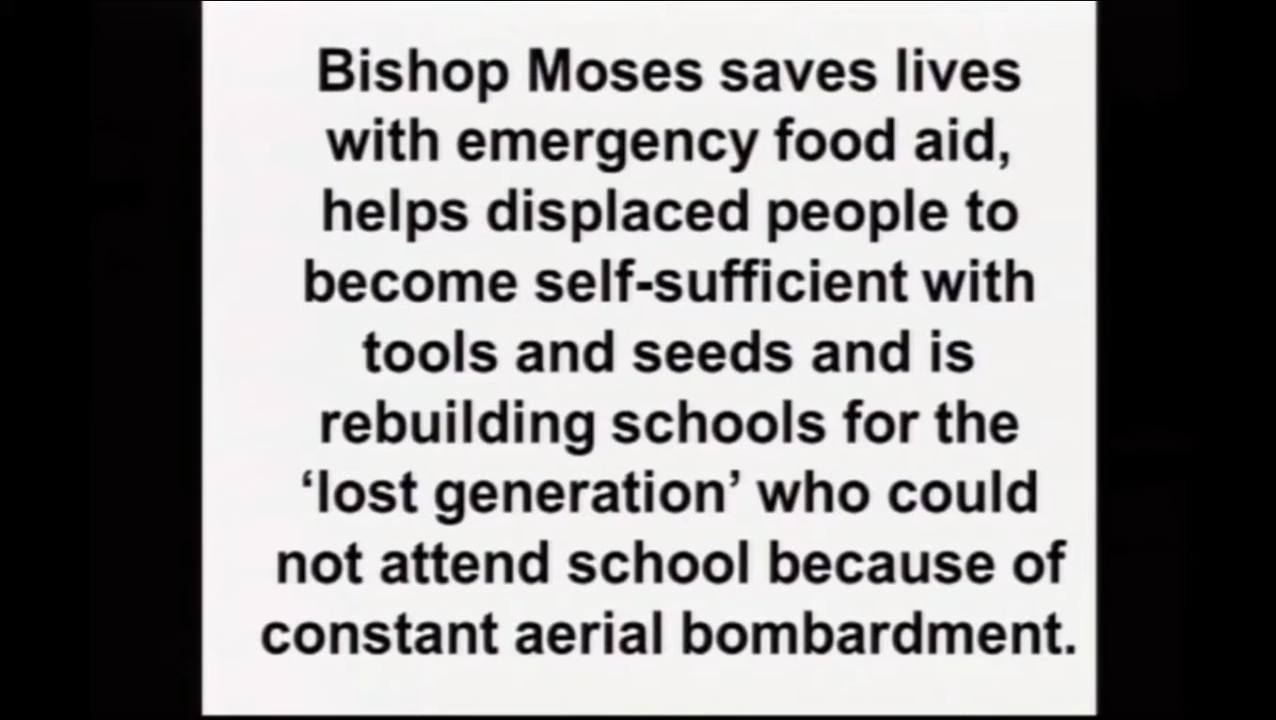 Bishop Moses saves lives
with emergency food aid,
helps displaced people to
become self-sufficient with
tools and seeds and is
rebuilding schools for the
‘lost generation’ who could
not attend school because of
constant aerial bombardment.